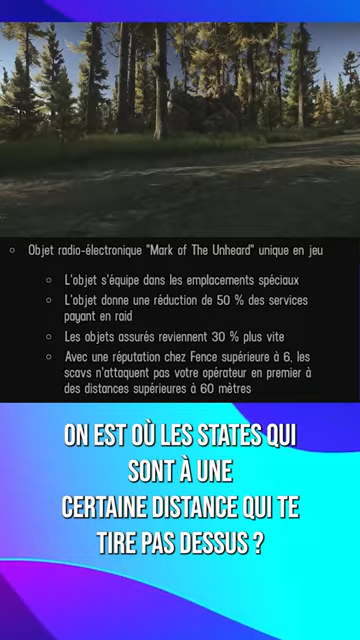 Objet radio-électronique "Mark of The Unheard" unique en jeu
L'objet s'équipe dans les emplacements spéciaux
L'objet donne une réduction de 50 % des services
payant en raid
Les objets assurés reviennent 30 % plus vite
Avec une réputation chez Fence supérieure à 6, les
scavs n'attaquent pas votre opérateur en premier à
des distances supérieures à 60 mètres
ON EST OÙ LES STATES QUI
SONT À UNE
CERTAINE DISTANCE QUI TE
TIRE PAS DESSUS ?